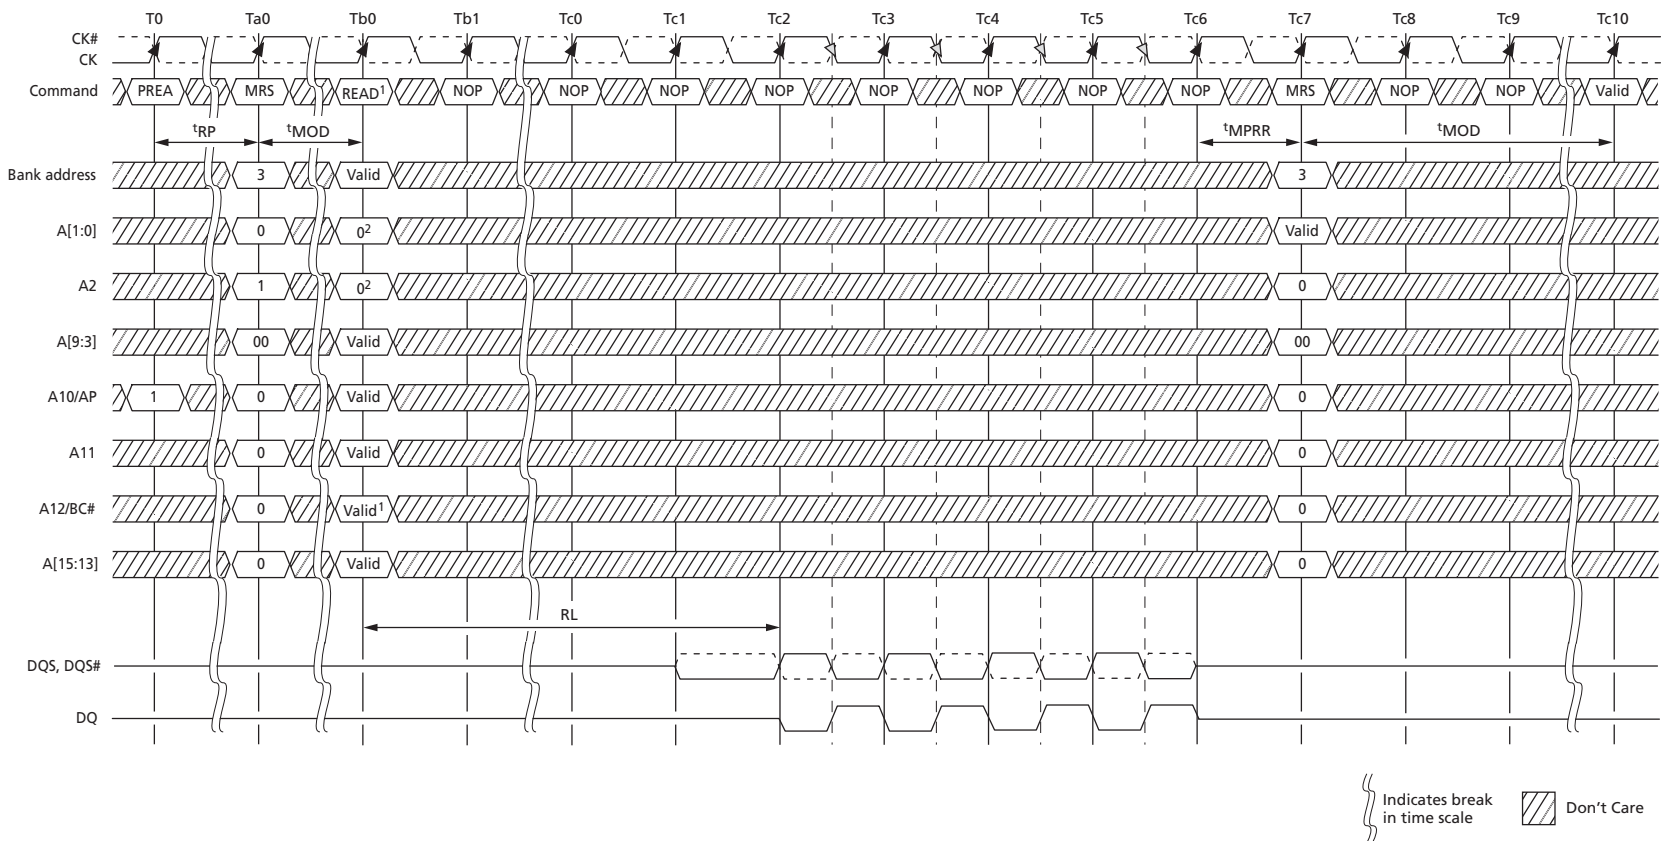 T0 Ta0 Tb0 Tb1 Tc0 Tc1 Tc2 Tc3 Tc4 Tc5 Tc6 Tc7 Tc8 Tc9 Tc10
CK#
CK
Command PREA MRS READ1 NOP NOP NOP NOP NOP NOP NOP NOP MRS NOP NOP Valid
tRP tMOD tMPRR tMOD
Bank address 3 Valid 3
A[1:0] 0 02 Valid
A2 1 02 0
A[9:3] 00 Valid 00
A10/AP 1 0 Valid 0
A11 0 Valid 0
A12/BC# 0 Valid1 0
A[15:13] 0 Valid 0
RL
DQS, DQS#
DQ
Indicates break
in time scale
Don't Care